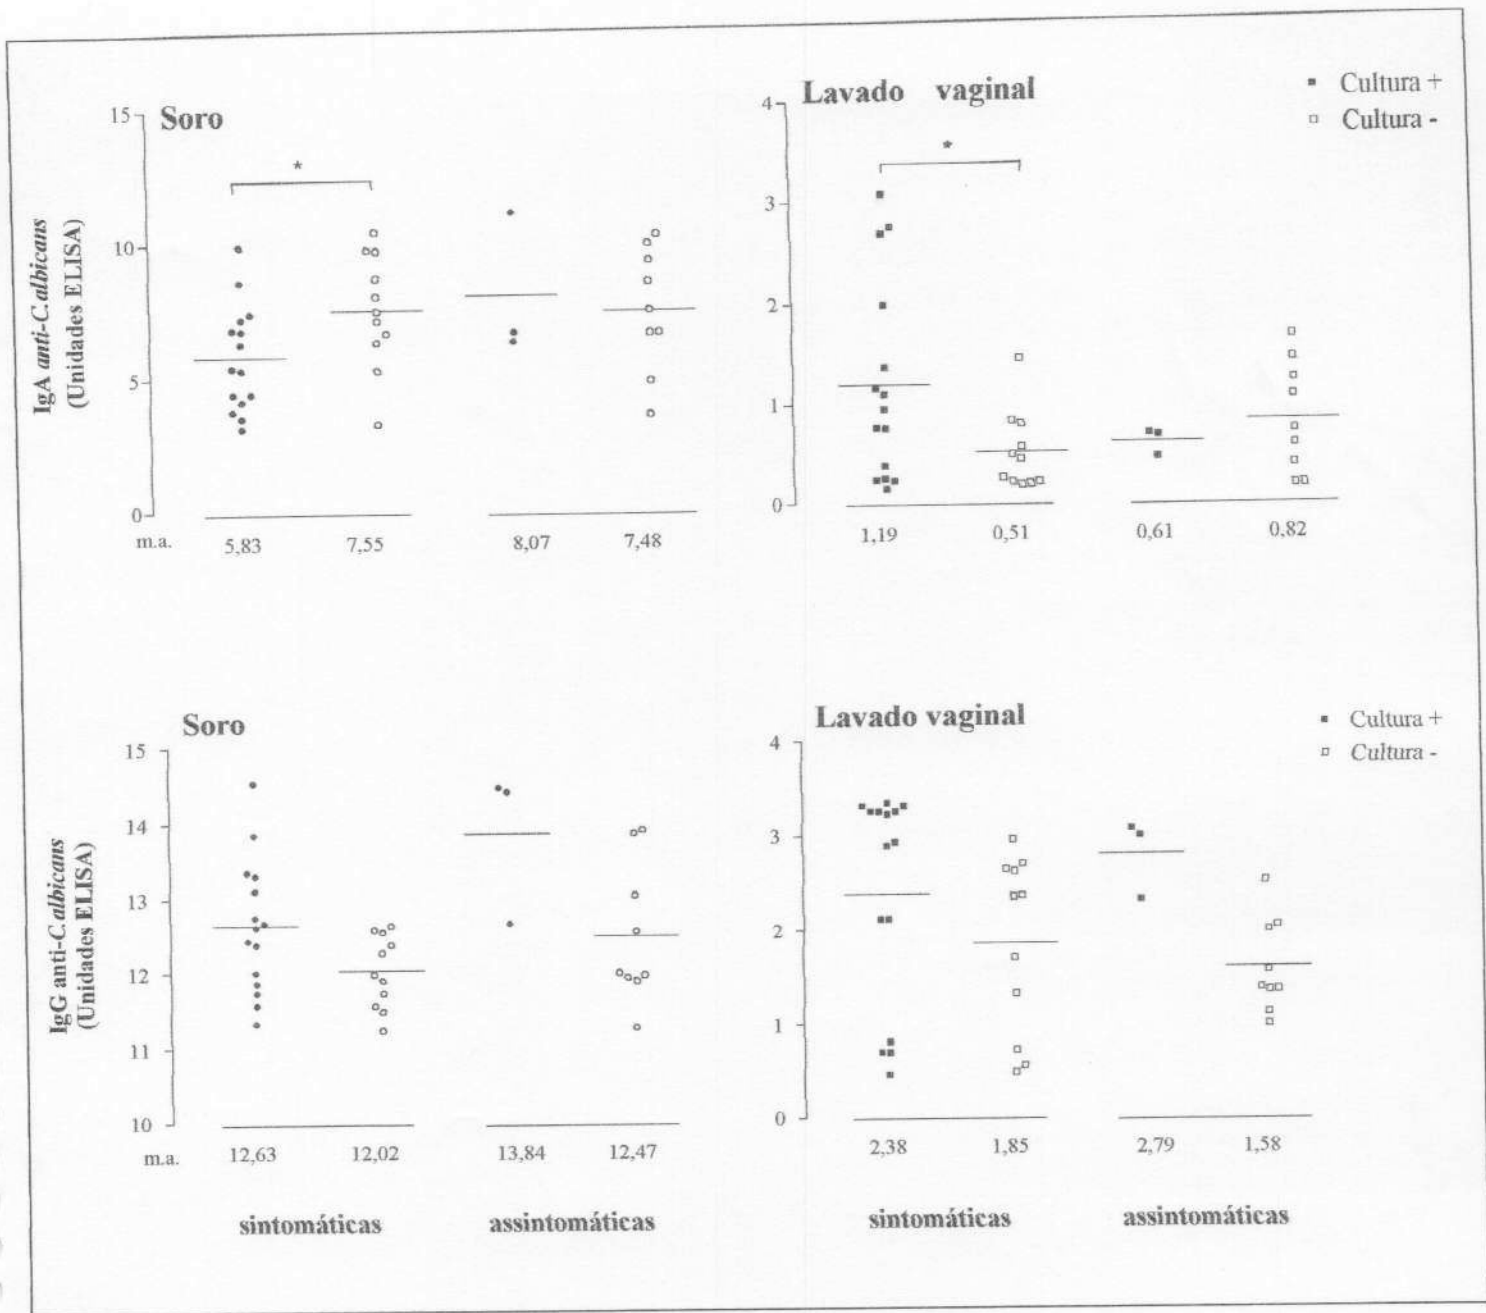 Soro
Lavado vaginal
Cultura +
Cultura -
IgA anti-C.albicans
(Unidades ELISA)
15
10
5
0
*
4
3
2
1
0
*
m.a. 5,83 7,55 8,07 7,48
1,19 0,51 0,61 0,82
Soro
Lavado vaginal
Cultura +
Cultura -
IgG anti-C.albicans
(Unidades ELISA)
15
14
13
12
11
10
4
3
2
1
0
m.a. 12,63 12,02 13,84 12,47
2,38 1,85 2,79 1,58
sintomáticas assintomáticas
sintomáticas assintomáticas